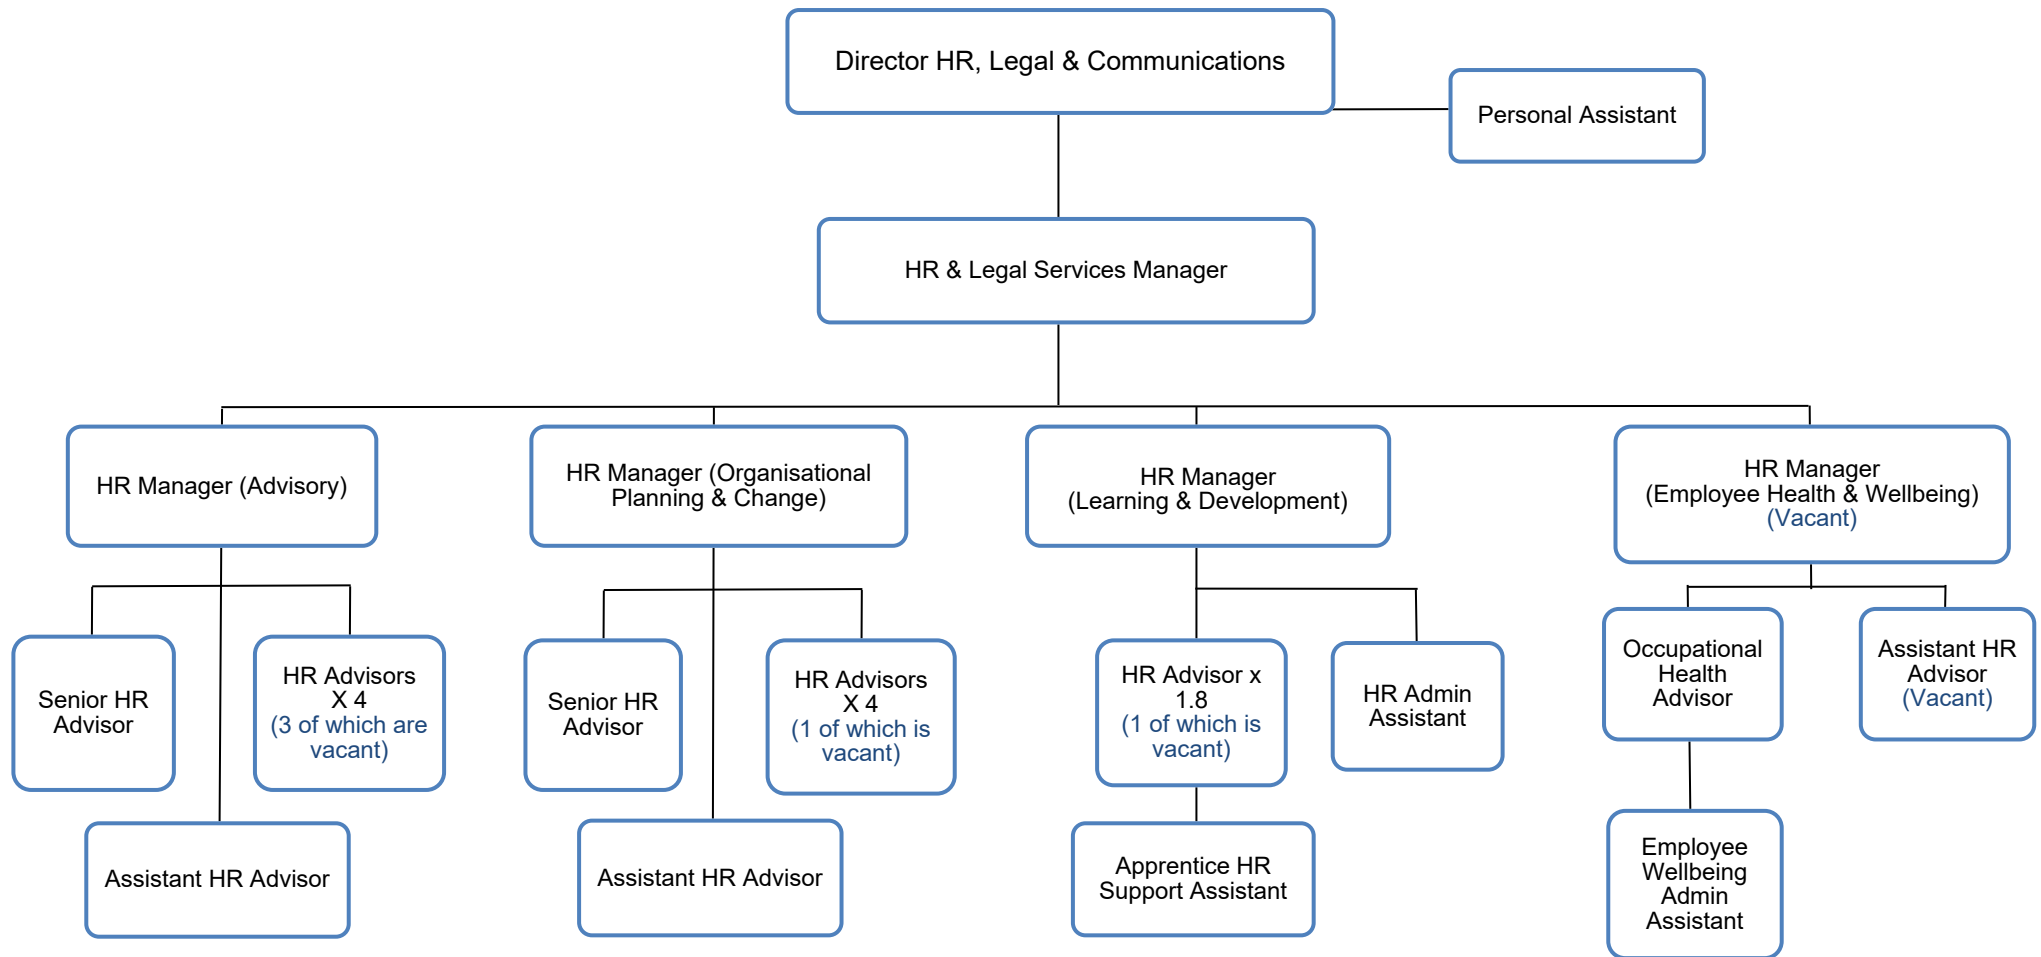 Director HR, Legal & Communications
Personal Assistant
HR & Legal Services Manager
HR Manager (Advisory)
HR Manager (Organisational
Planning & Change)
HR Manager
(Learning & Development)
HR Manager
(Employee Health & Wellbeing)
(Vacant)
Senior HR
Advisor
HR Advisors
X 4
(3 of which are
vacant)
Assistant HR Advisor
Senior HR
Advisor
HR Advisors
X 4
(1 of which is
vacant)
Assistant HR Advisor
HR Advisor x
1.8
(1 of which is
vacant)
HR Admin
Assistant
Apprentice HR
Support Assistant
Occupational
Health
Advisor
Assistant HR
Advisor
(Vacant)
Employee
Wellbeing
Admin
Assistant